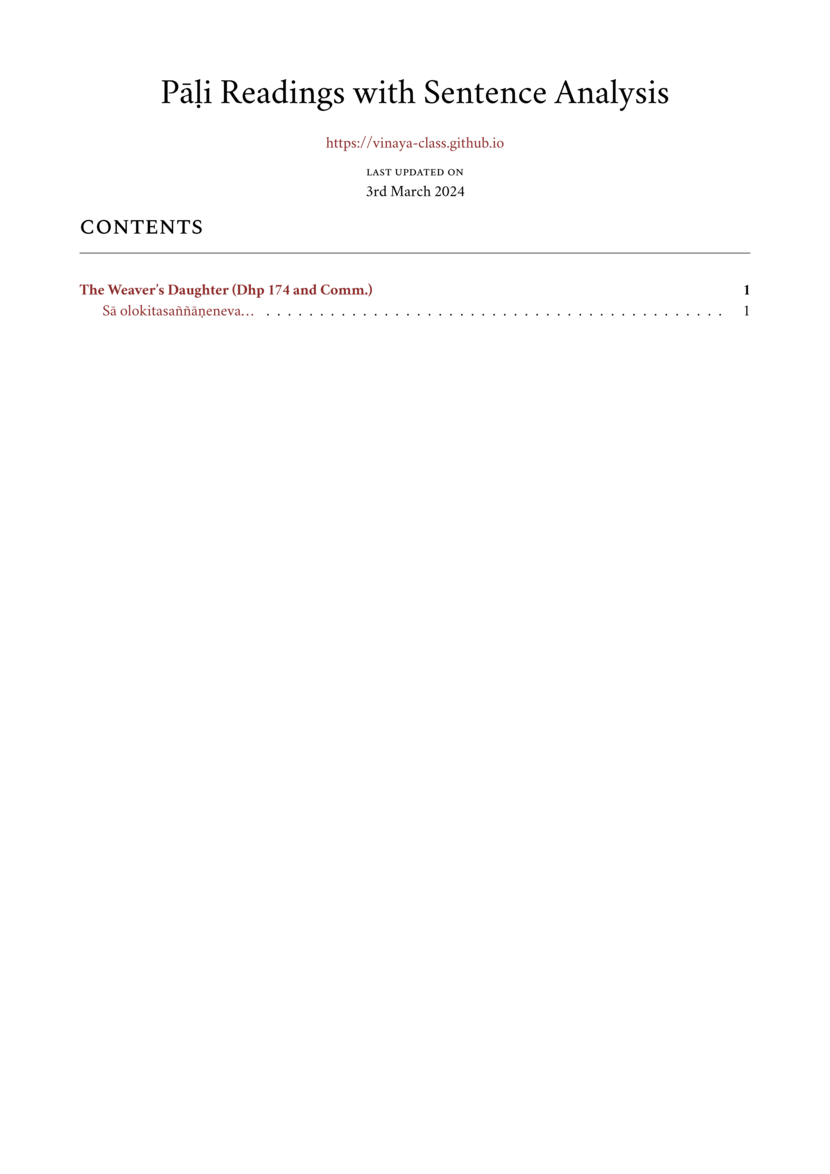 Pāḷi Readings with Sentence Analysis
https://vinaya-class.github.io
LAST UPDATED ON
3rd March 2024
CONTENTS
The Weaver's Daughter (Dhp 174 and Comm.) 1
Sā olokitasaññāṇeneva… . . . . . . . . . . . . . . . . . . . . . . . . . . . . . . . . . . . . . . . . . . . 1